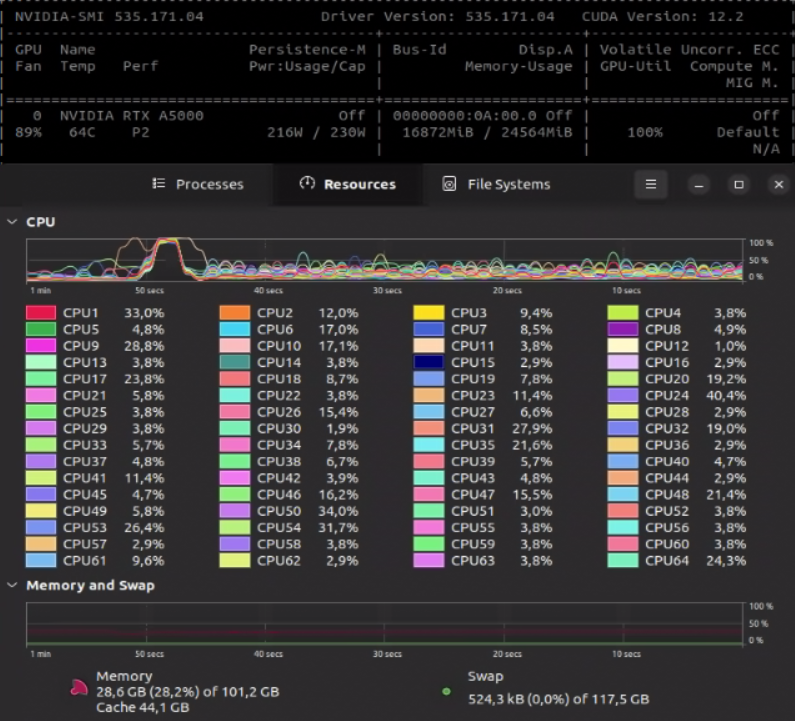 NVIDIA-SMI 535.171.04 Driver Version: 535.171.04 CUDA Version: 12.2
GPU Name Persistence-M | Bus-Id Disp.A | Volatile Uncorr. ECC
Fan Temp Perf Pwr:Usage/Cap | Memory-Usage | GPU-Util Compute M.
MIG M.
0 NVIDIA RTX A5000 Off | 00000000:0A:00.0 Off | Off
89% 64C P2 216W / 230W | 16872MiB / 24564MiB | 100% Default
N/A
Processes Resources File Systems
CPU
100 %
50 %
0 %
1 min 50 secs 40 secs 30 secs 20 secs 10 secs
CPU1 33,0% CPU2 12,0% CPU3 9,4% CPU4 3,8%
CPU5 4,8% CPU6 17,0% CPU7 8,5% CPU8 4,9%
CPU9 28,8% CPU10 17,1% CPU11 3,8% CPU12 1,0%
CPU13 3,8% CPU14 3,8% CPU15 2,9% CPU16 2,9%
CPU17 23,8% CPU18 8,7% CPU19 7,8% CPU20 19,2%
CPU21 5,8% CPU22 3,8% CPU23 11,4% CPU24 40,4%
CPU25 3,8% CPU26 15,4% CPU27 6,6% CPU28 2,9%
CPU29 3,8% CPU30 1,9% CPU31 27,9% CPU32 19,0%
CPU33 5,7% CPU34 7,8% CPU35 21,6% CPU36 2,9%
CPU37 4,8% CPU38 6,7% CPU39 5,7% CPU40 4,7%
CPU41 11,4% CPU42 3,9% CPU43 4,8% CPU44 2,9%
CPU45 4,7% CPU46 16,2% CPU47 15,5% CPU48 21,4%
CPU49 5,8% CPU50 34,0% CPU51 3,0% CPU52 3,8%
CPU53 26,4% CPU54 31,7% CPU55 3,8% CPU56 3,8%
CPU57 2,9% CPU58 3,8% CPU59 3,8% CPU60 3,8%
CPU61 9,6% CPU62 2,9% CPU63 3,8% CPU64 24,3%
Memory and Swap
100 %
50 %
0 %
1 min 50 secs 40 secs 30 secs 20 secs 10 secs
Memory
28,6 GB (28,2%) of 101,2 GB
Cache 44,1 GB
Swap
524,3 kB (0,0%) of 117,5 GB